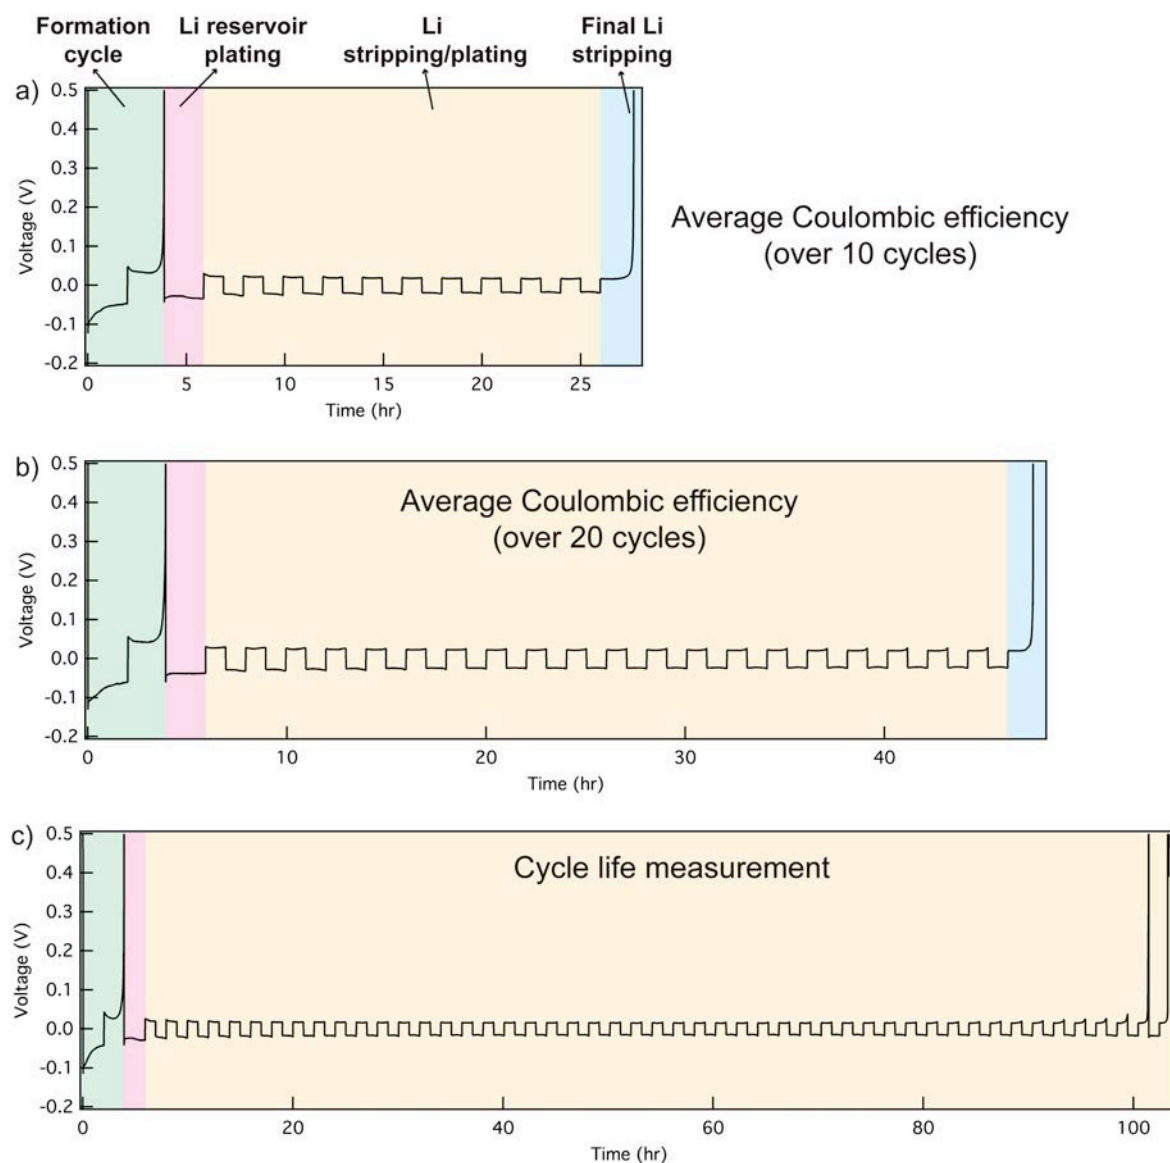 Formation cycle
Li reservoir plating
Li stripping/plating
Final Li stripping
a)
0.5
0.4
0.3
0.2
0.1
0.0
-0.1
-0.2
Voltage (V)
0 5 10 15 20 25
Time (hr)
Average Coulombic efficiency
(over 10 cycles)
b)
0.5
0.4
0.3
0.2
0.1
0.0
-0.1
-0.2
Voltage (V)
Average Coulombic efficiency
(over 20 cycles)
0 10 20 30 40
Time (hr)
c)
0.5
0.4
0.3
0.2
0.1
0.0
-0.1
-0.2
Voltage (V)
Cycle life measurement
0 20 40 60 80 100
Time (hr)